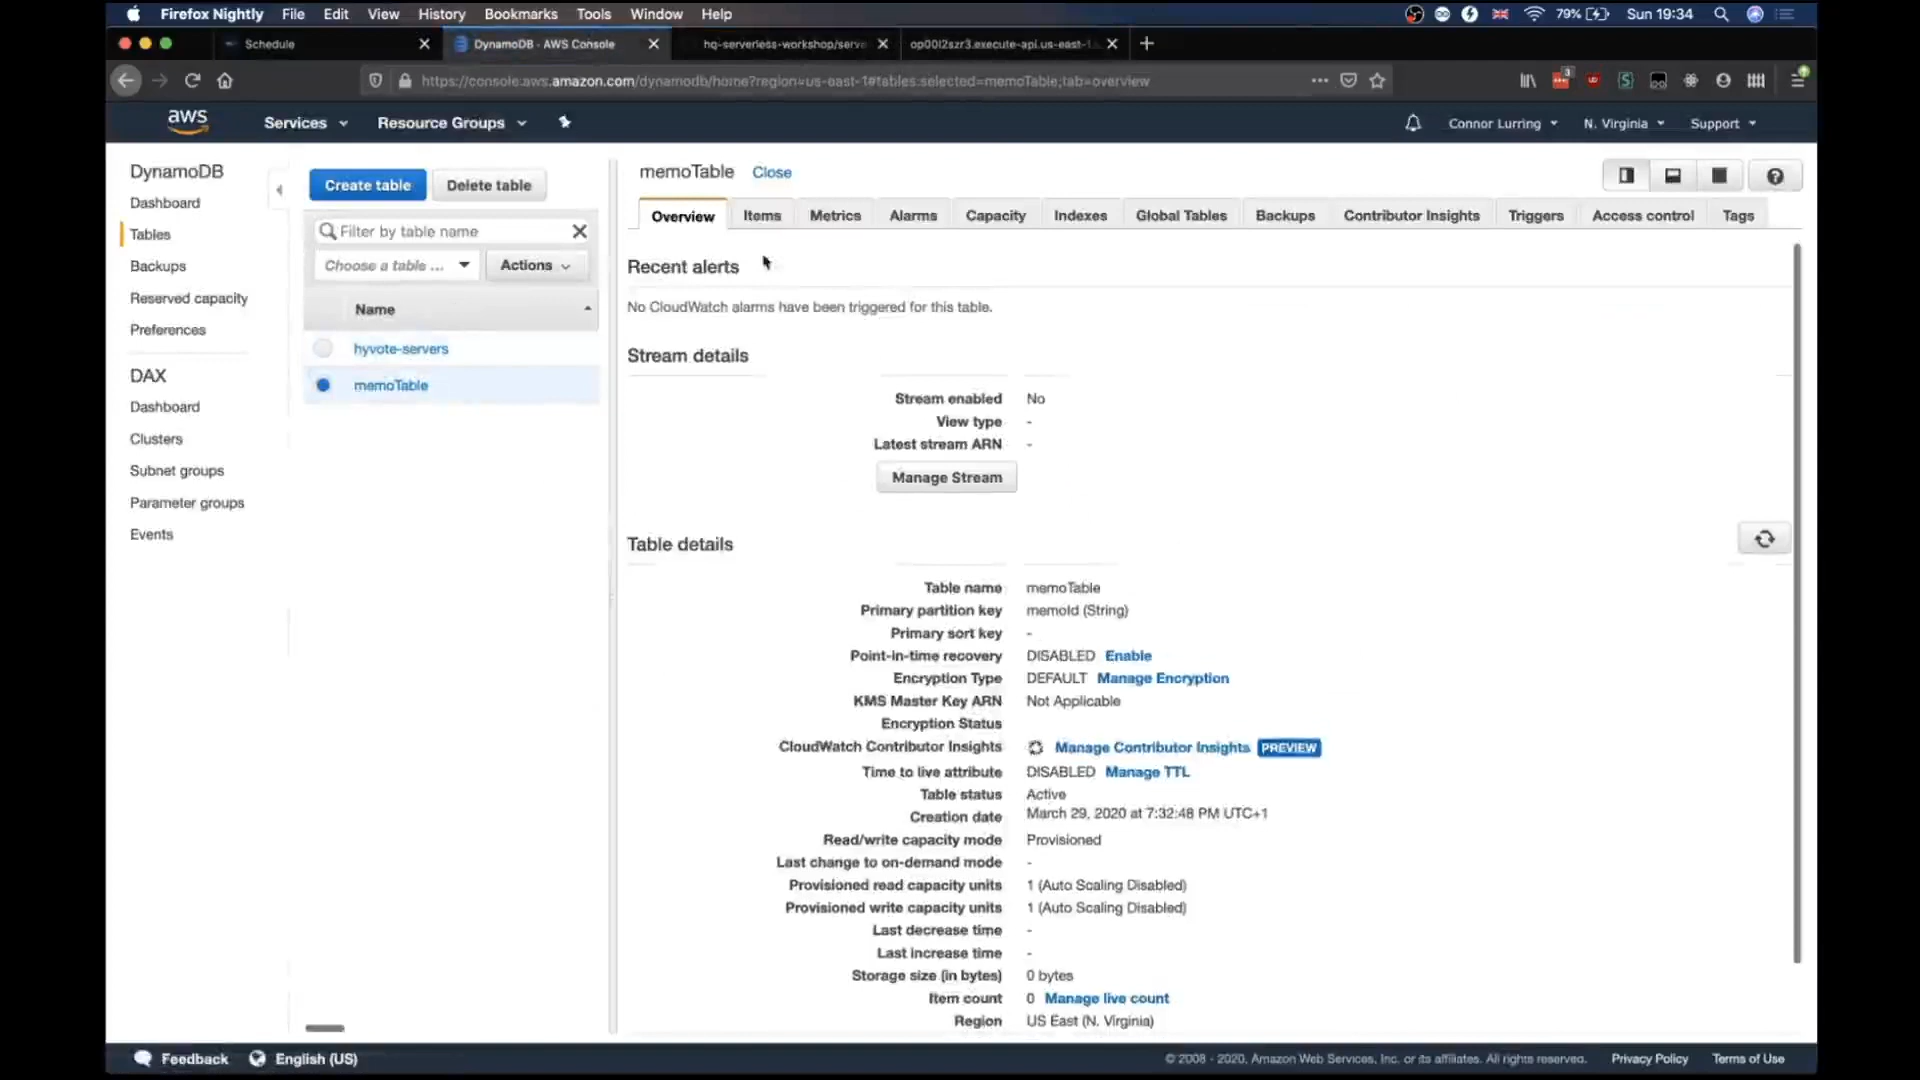 Firefox Nightly File Edit View History Bookmarks Tools Window Help 79% Sun 19:34
Schedule DynamoDB - AWS Console hq-serverless-workshop/serve op00l2szr3.execute-api.us-east-1.
https://console.aws.amazon.com/dynamodb/home?region=us-east-1#tables:selected=memoTable;tab=overview 3
aws Services Resource Groups Connor Lurring N. Virginia Support
DynamoDB
Dashboard
Tables
Backups
Reserved capacity
Preferences
DAX
Dashboard
Clusters
Subnet groups
Parameter groups
Events
Create table Delete table
Filter by table name
Choose a table ... Actions
Name
hyvote-servers
memoTable
memoTable Close
Overview Items Metrics Alarms Capacity Indexes Global Tables Backups Contributor Insights Triggers Access control Tags
Recent alerts
No CloudWatch alarms have been triggered for this table.
Stream details
Stream enabled No
View type -
Latest stream ARN -
Manage Stream
Table details
Table name memoTable
Primary partition key memoId (String)
Primary sort key -
Point-in-time recovery DISABLED Enable
Encryption Type DEFAULT Manage Encryption
KMS Master Key ARN Not Applicable
Encryption Status
CloudWatch Contributor Insights Manage Contributor Insights PREVIEW
Time to live attribute DISABLED Manage TTL
Table status Active
Creation date March 29, 2020 at 7:32:48 PM UTC+1
Read/write capacity mode Provisioned
Last change to on-demand mode -
Provisioned read capacity units 1 (Auto Scaling Disabled)
Provisioned write capacity units 1 (Auto Scaling Disabled)
Last decrease time -
Last increase time -
Storage size (in bytes) 0 bytes
Item count 0 Manage live count
Region US East (N. Virginia)
Feedback English (US) © 2008 - 2020, Amazon Web Services, Inc. or its affiliates. All rights reserved. Privacy Policy Terms of Use